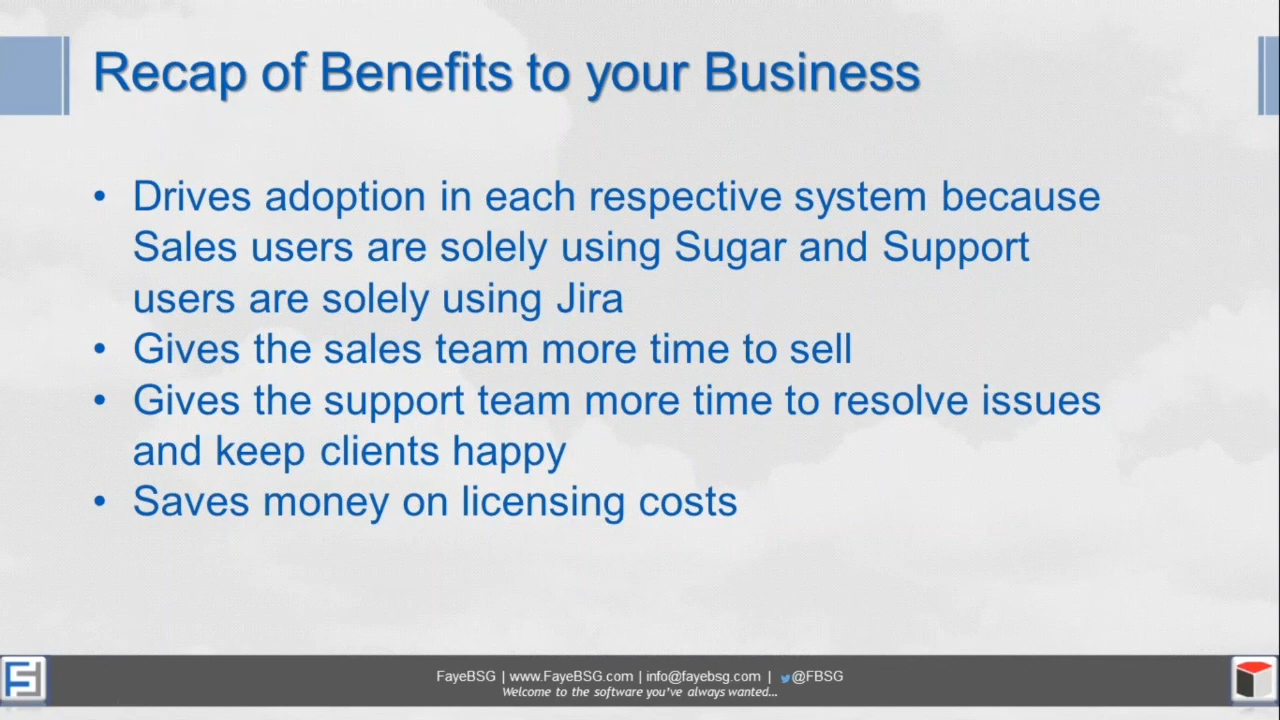 Recap of Benefits to your Business
• Drives adoption in each respective system because
Sales users are solely using Sugar and Support
users are solely using Jira
• Gives the sales team more time to sell
• Gives the support team more time to resolve issues
and keep clients happy
• Saves money on licensing costs
FayeBSG | www.FayeBSG.com | info@fayebsg.com | @FBSG
Welcome to the software you've always wanted...